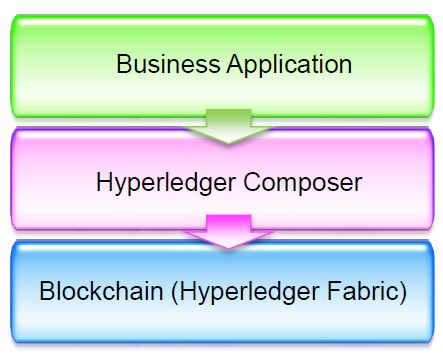 Business Application
Hyperledger Composer
Blockchain (Hyperledger Fabric)